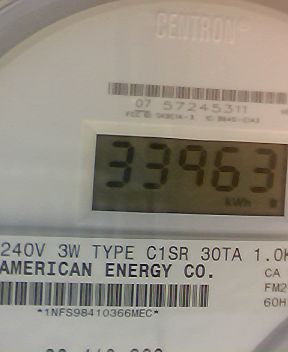 CENTRON
07 57245311
33963
kWh
240V 3W TYPE C1SR 30TA 1.0K
CA
AMERICAN ENERGY CO.
FM2
60H
*1NFS98410366MEC*